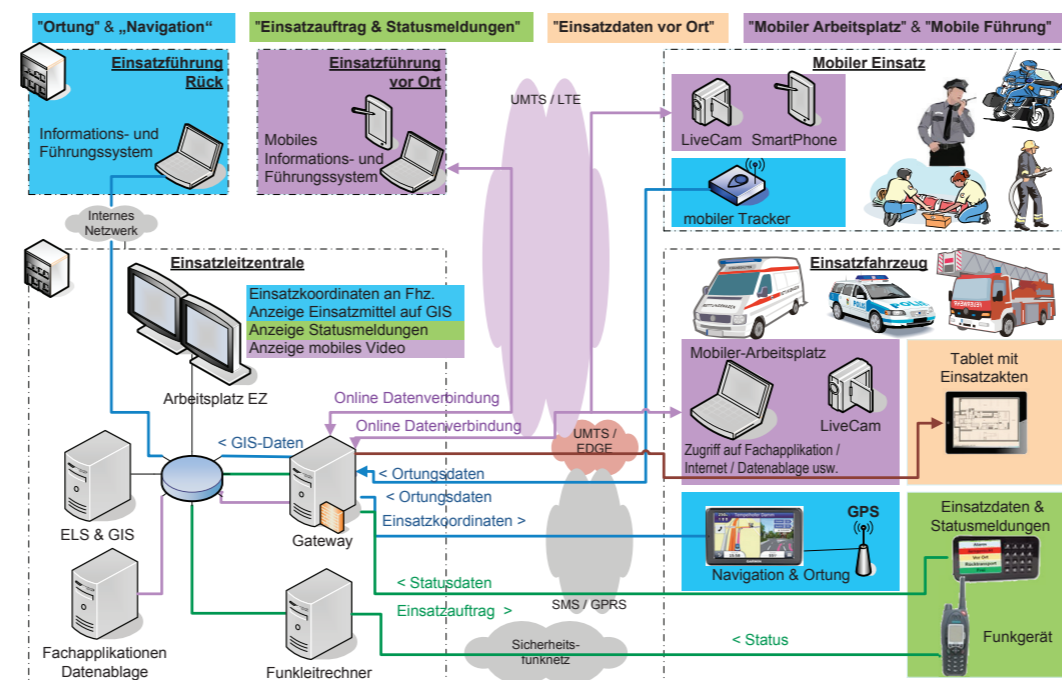 "Ortung" & „Navigation“
"Einsatzauftrag & Statusmeldungen"
"Einsatzdaten vor Ort"
"Mobiler Arbeitsplatz" & "Mobile Führung"
Einsatzführung
Rück
Informations- und
Führungssystem
Einsatzführung
vor Ort
Mobiles
Informations- und
Führungssystem
UMTS / LTE
Mobiler Einsatz
LiveCam
SmartPhone
mobiler Tracker
Internes
Netzwerk
Einsatzleitzentrale
Einsatzkoordinaten an Fhz.
Anzeige Einsatzmittel auf GIS
Anzeige Statusmeldungen
Anzeige mobiles Video
Arbeitsplatz EZ
Einsatzfahrzeug
POLIS
Mobiler-Arbeitsplatz
LiveCam
Zugriff auf Fachapplikation /
Internet / Datenablage usw.
Tablet mit
Einsatzakten
Online Datenverbindung
Online Datenverbindung
UMTS /
EDGE
< GIS-Daten
< Ortungsdaten
< Ortungsdaten
Einsatzkoordinaten >
ELS & GIS
Gateway
GPS
Navigation & Ortung
Einsatzdaten &
Statusmeldungen
Vor Ort
< Statusdaten
Einsatzauftrag >
SMS / GPRS
Sicherheits-
funknetz
< Status
Funkgerät
Fachapplikationen
Datenablage
Funkleitrechner